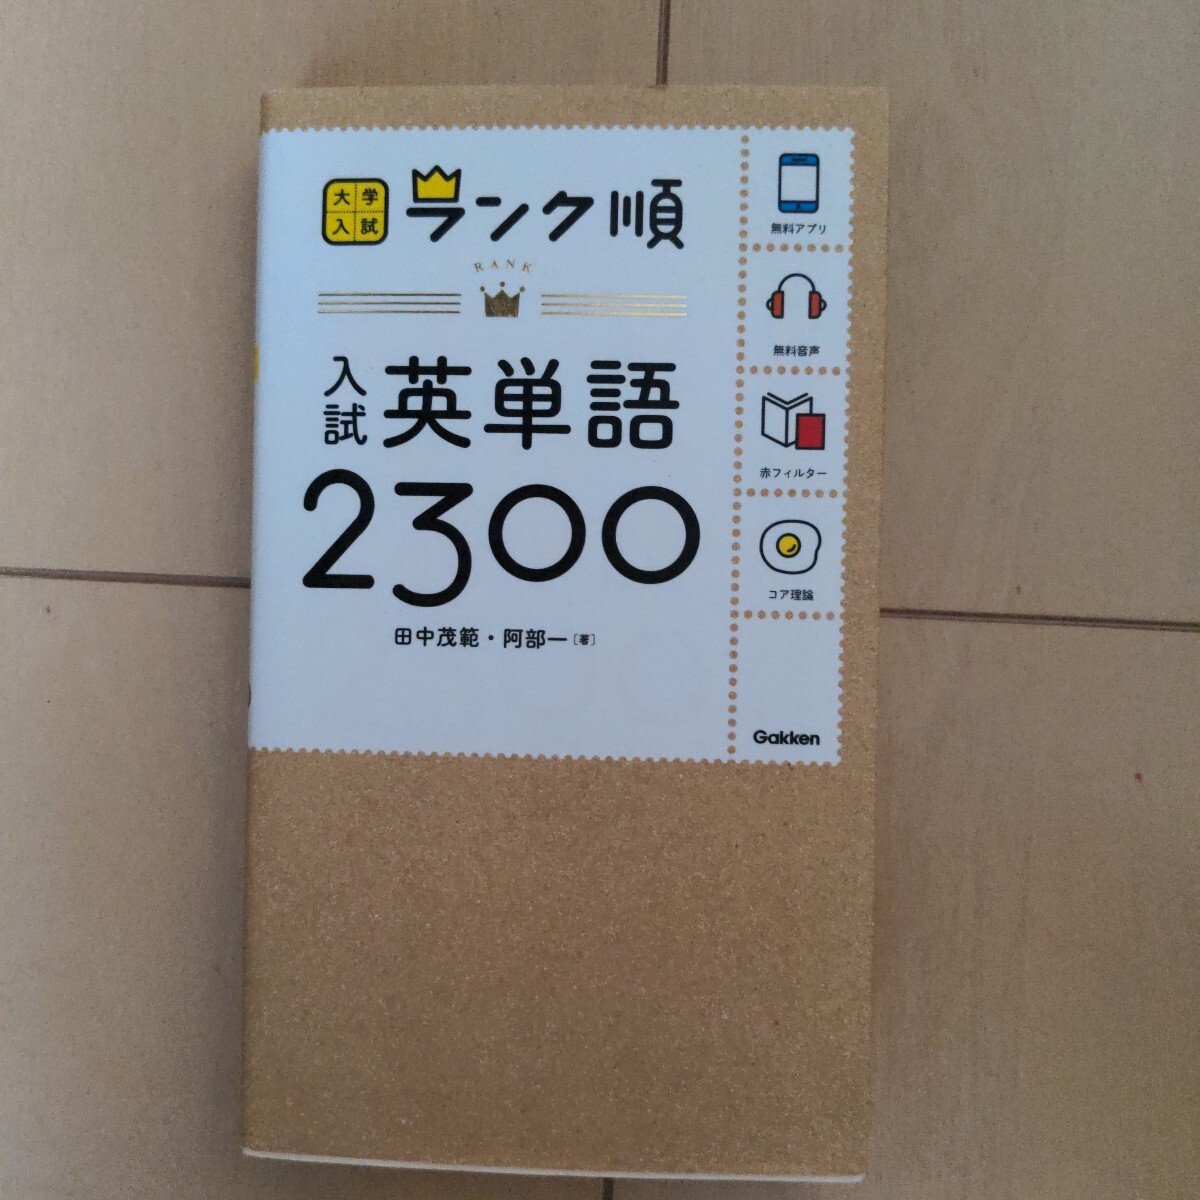 大学
入試
ランク順
RANK
入試
英単語
2300
田中茂範・阿部一[著]
無料アプリ
無料音声
赤フィルター
コア理論
Gakken